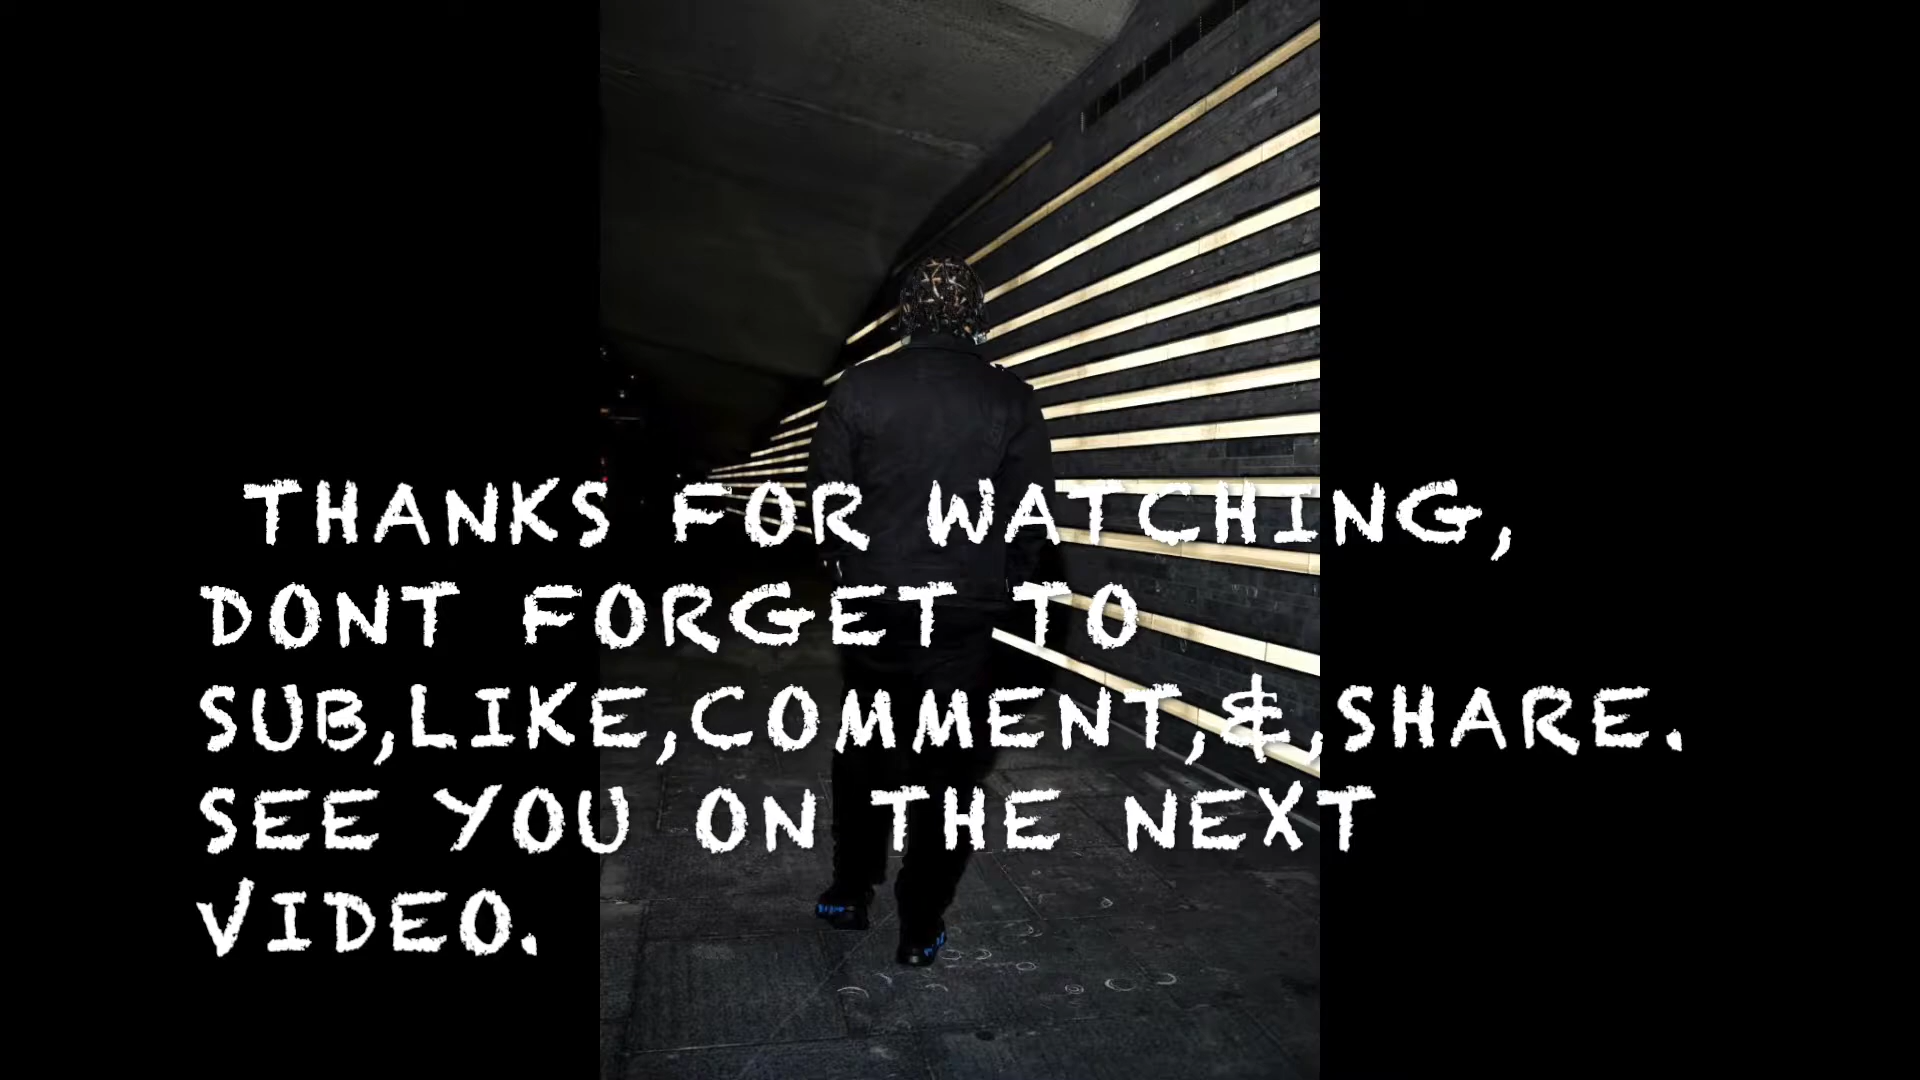 THANKS FOR WATCHING,
DONT FORGET TO
SUB,LIKE,COMMENT,&,SHARE.
SEE YOU ON THE NEXT
VIDEO.